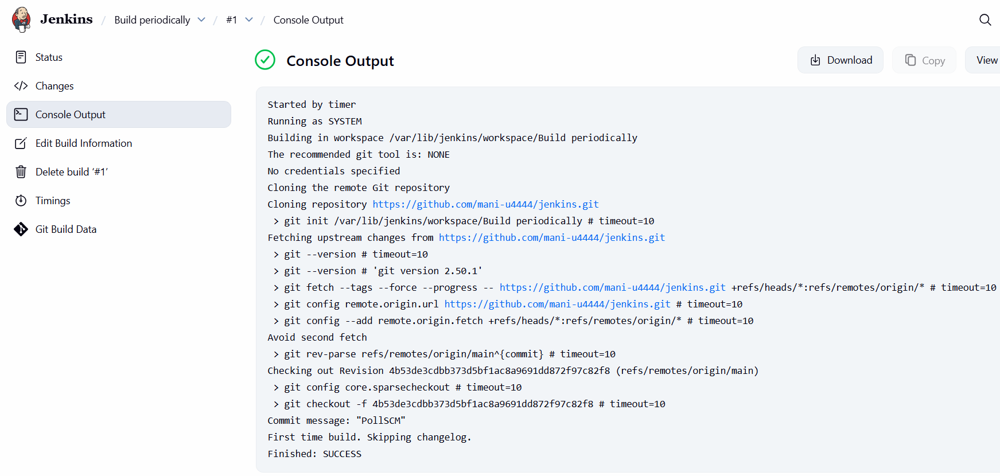 Jenkins / Build periodically / #1 / Console Output
Status
Changes
Console Output
Edit Build Information
Delete build ‘#1’
Timings
Git Build Data
Console Output
Download
Copy
View
Started by timer
Running as SYSTEM
Building in workspace /var/lib/jenkins/workspace/Build periodically
The recommended git tool is: NONE
No credentials specified
Cloning the remote Git repository
Cloning repository https://github.com/mani-u4444/jenkins.git
> git init /var/lib/jenkins/workspace/Build periodically # timeout=10
Fetching upstream changes from https://github.com/mani-u4444/jenkins.git
> git --version # timeout=10
> git --version # 'git version 2.50.1'
> git fetch --tags --force --progress -- https://github.com/mani-u4444/jenkins.git +refs/heads/*:refs/remotes/origin/* # timeout=10
> git config remote.origin.url https://github.com/mani-u4444/jenkins.git # timeout=10
> git config --add remote.origin.fetch +refs/heads/*:refs/remotes/origin/* # timeout=10
Avoid second fetch
> git rev-parse refs/remotes/origin/main^{commit} # timeout=10
Checking out Revision 4b53de3cdbb373d5bf1ac8a9691dd872f97c82f8 (refs/remotes/origin/main)
> git config core.sparsecheckout # timeout=10
> git checkout -f 4b53de3cdbb373d5bf1ac8a9691dd872f97c82f8 # timeout=10
Commit message: "PollSCM"
First time build. Skipping changelog.
Finished: SUCCESS